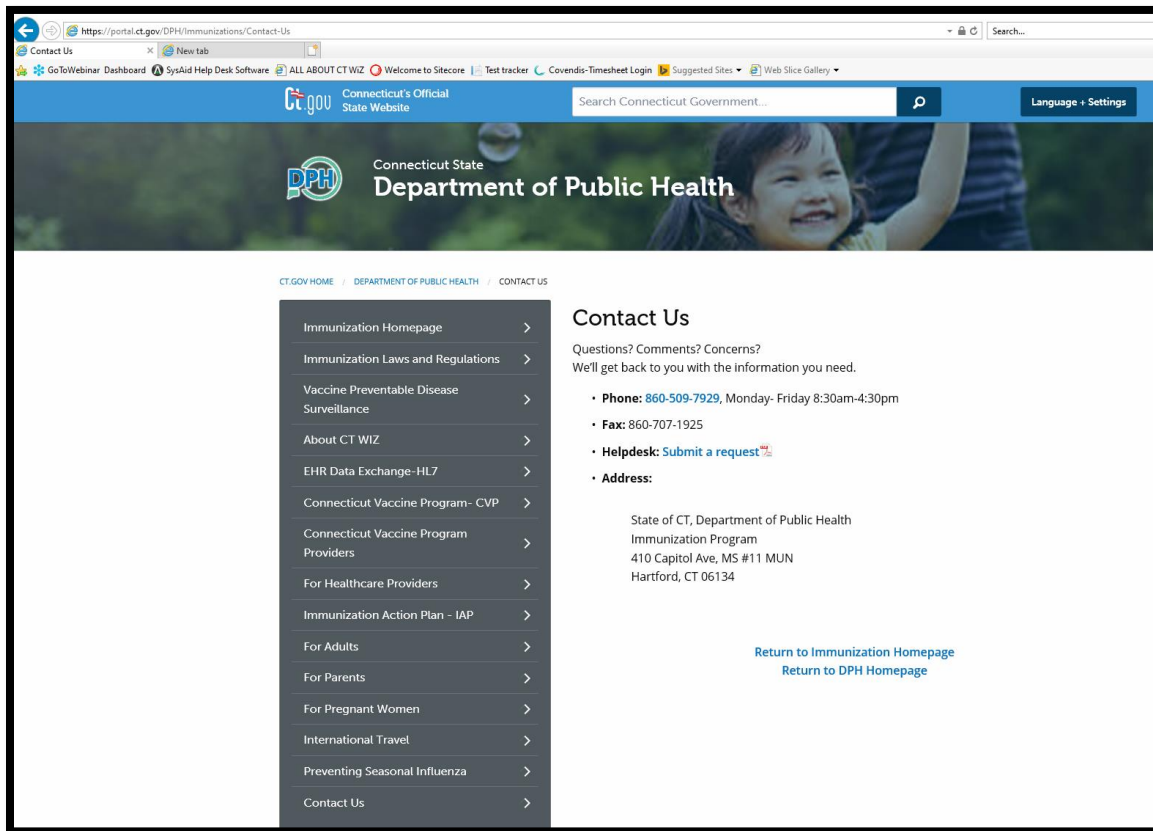 https://portal.ct.gov/DPH/Immunizations/Contact-Us
Search...
Contact Us
New tab
GoToWebinar Dashboard
SysAid Help Desk Software
ALL ABOUT CT WiZ
Welcome to Sitecore
Test tracker
Covendis-Timesheet Login
Suggested Sites
Web Slice Gallery
Ct.gov
Connecticut's Official
State Website
Search Connecticut Government...
Language + Settings
DPH
Connecticut State
Department of Public Health
CT.GOV HOME / DEPARTMENT OF PUBLIC HEALTH / CONTACT US
Immunization Homepage
Immunization Laws and Regulations
Vaccine Preventable Disease
Surveillance
About CT WIZ
EHR Data Exchange-HL7
Connecticut Vaccine Program- CVP
Connecticut Vaccine Program
Providers
For Healthcare Providers
Immunization Action Plan - IAP
For Adults
For Parents
For Pregnant Women
International Travel
Preventing Seasonal Influenza
Contact Us
Contact Us
Questions? Comments? Concerns?
We'll get back to you with the information you need.
• Phone: 860-509-7929, Monday- Friday 8:30am-4:30pm
• Fax: 860-707-1925
• Helpdesk: Submit a request
• Address:
State of CT, Department of Public Health
Immunization Program
410 Capitol Ave, MS #11 MUN
Hartford, CT 06134
Return to Immunization Homepage
Return to DPH Homepage